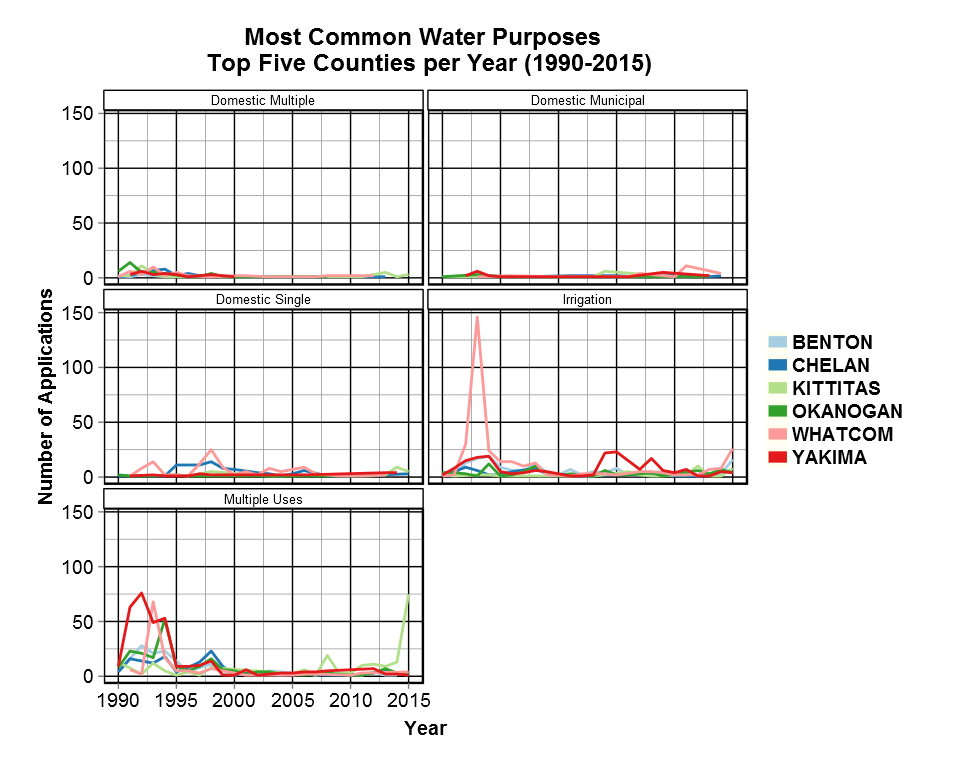 Most Common Water Purposes
Top Five Counties per Year (1990-2015)
Domestic Multiple
Domestic Municipal
150
100
50
0
Domestic Single
Irrigation
150
100
50
0
Multiple Uses
150
100
50
0
1990 1995 2000 2005 2010 2015
Year
Number of Applications
BENTON
CHELAN
KITTITAS
OKANOGAN
WHATCOM
YAKIMA